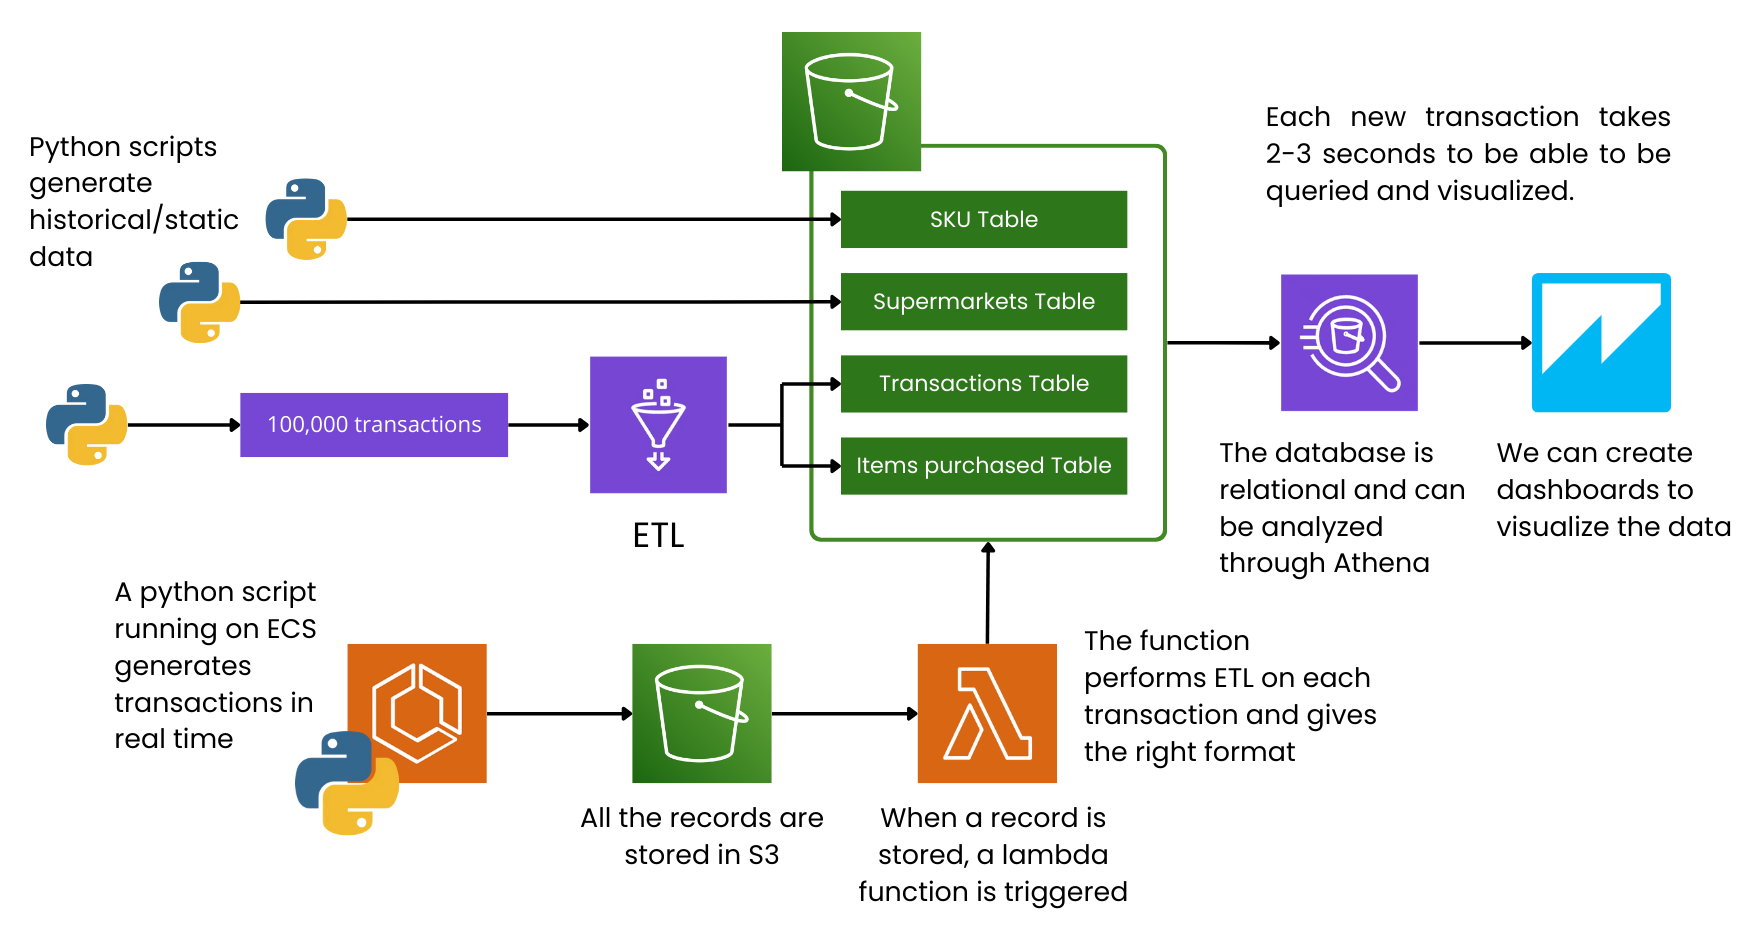 Python scripts
generate
historical/static
data
SKU Table
Supermarkets Table
Transactions Table
Items purchased Table
100,000 transactions
ETL
Each new transaction takes
2-3 seconds to be able to be
queried and visualized.
The database is
relational and can
be analyzed
through Athena
We can create
dashboards to
visualize the data
A python script
running on ECS
generates
transactions in
real time
All the records are
stored in S3
When a record is
stored, a lambda
function is triggered
The function
performs ETL on each
transaction and gives
the right format